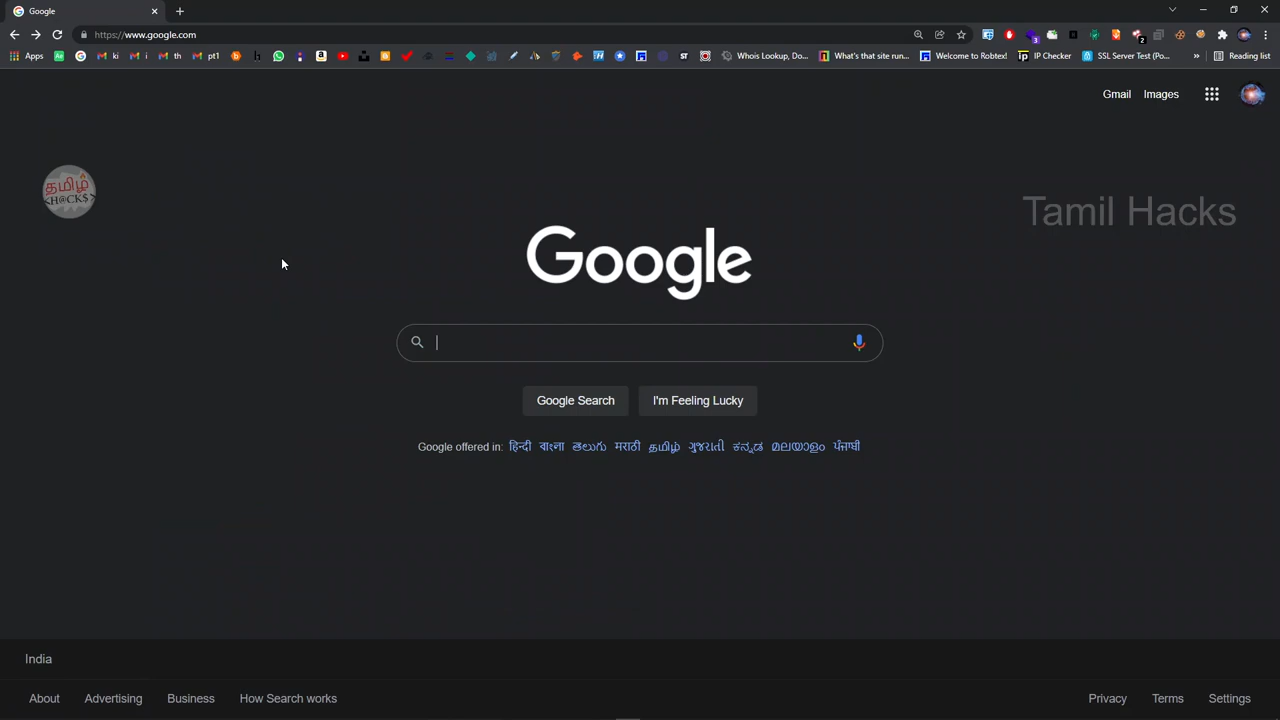 Google
https://www.google.com
Apps
ki
i
th
pt1
Whois Lookup, Do...
What's that site run...
Welcome to Robtex!
IP Checker
SSL Server Test (Po...
»
Reading list
Gmail
Images
தமிழ்
<H@CK$>
Tamil Hacks
Google
Google Search
I'm Feeling Lucky
Google offered in: हिन्दी বাংলা తెలుగు मराठी தமிழ் ગુજરાતી ಕನ್ನಡ മലയാളം ਪੰਜਾਬੀ
India
About
Advertising
Business
How Search works
Privacy
Terms
Settings